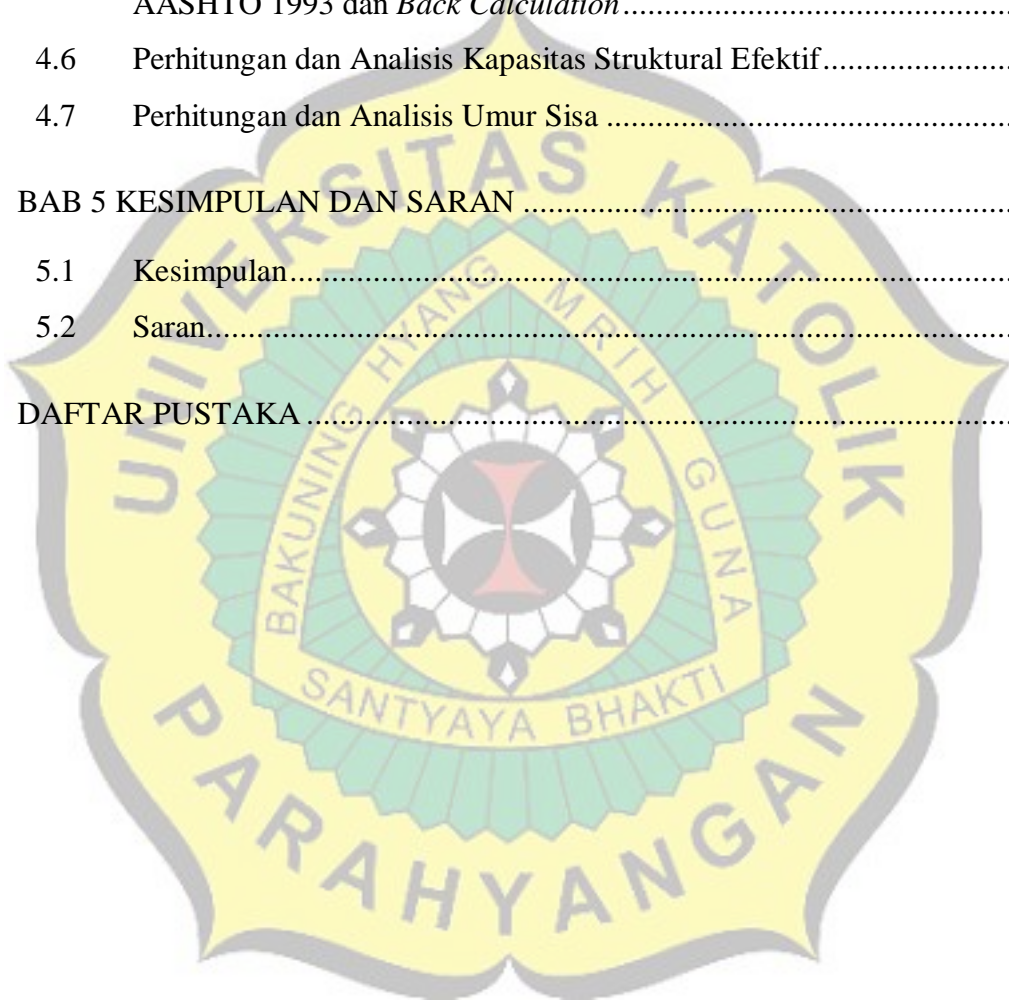 AASHTO 1993 dan Back Calculation........................................................
4.6 Perhitungan dan Analisis Kapasitas Struktural Efektif.......................
4.7 Perhitungan dan Analisis Umur Sisa ..................................................
BAB 5 KESIMPULAN DAN SARAN ............................................................
5.1 Kesimpulan.........................................................................................
5.2 Saran...................................................................................................
DAFTAR PUSTAKA ......................................................................................
UNIVERSITAS KATOLIK
PARAHYANGAN
BAKUNING HYANG MRIH GUNA
SANTYAYA BHAKTI